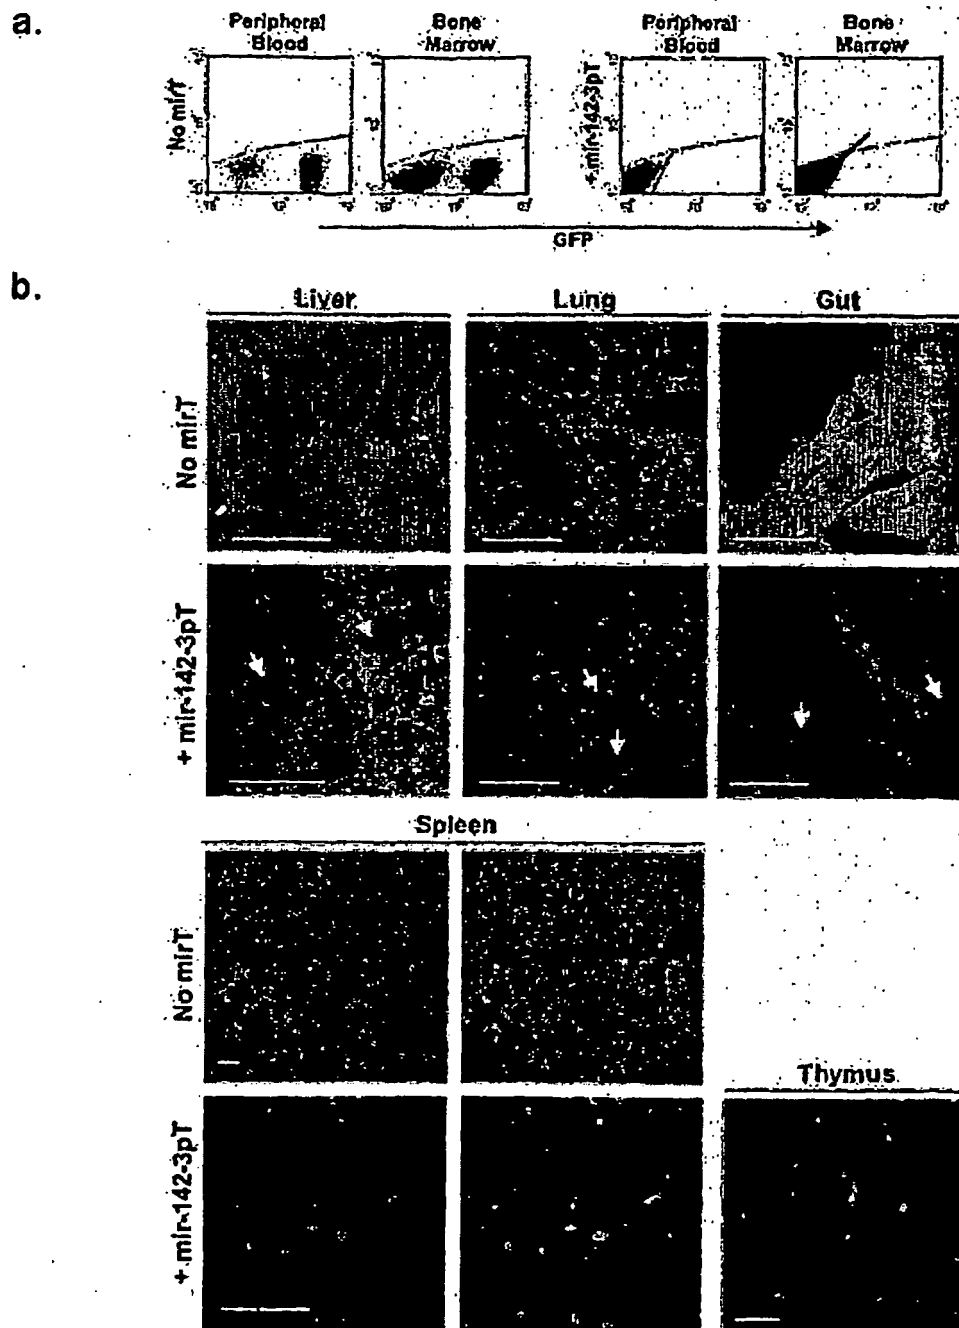 a.
Peripheral
Blood
Bone
Marrow
Peripheral
Blood
Bone
Marrow
No mirT
+ mir-142-3pT
GFP
b.
Liver
Lung
Gut
No mirT
+ mir-142-3pT
Spleen
No mirT
Thymus
+ mir-142-3pT